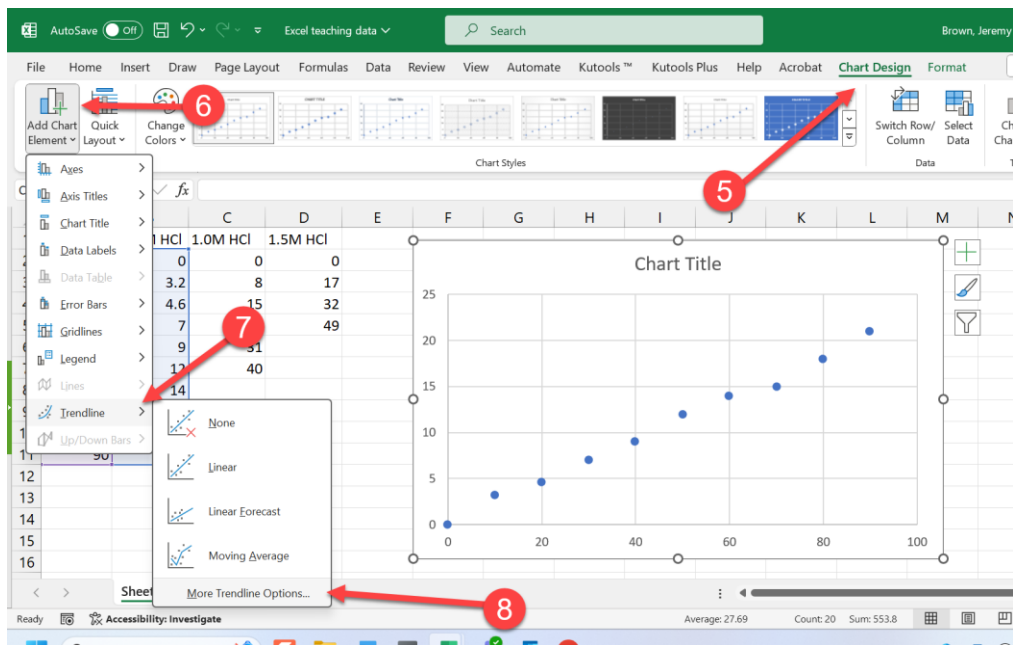 AutoSave Off Excel teaching data Search Brown, Jeremy
File Home Insert Draw Page Layout Formulas Data Review View Automate Kutools ™ Kutools Plus Help Acrobat Chart Design Format
6
5
Add Chart Quick Change Switch Row/ Select
Element Layout Colors Column Data
Chart Styles Data
Axes fx
Axis Titles C D E F G H I J K L M N
Chart Title HCl 1.0M HCl 1.5M HCl
Data Labels 0 0 0
Data Table 3.2 8 17
Error Bars 4.6 15 32
Gridlines 7 49
Legend 9 31
Lines 12 40
Trendline 14
Up/Down Bars
7
11 90
12
13
14
15
16
None
Linear
Linear Forecast
Moving Average
More Trendline Options...
8
Chart Title
25
20
15
10
5
0
0 20 40 60 80 100
Sheet
Ready Accessibility: Investigate Average: 27.69 Count: 20 Sum: 553.8